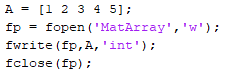 A = [1 2 3 4 5];
fp = fopen('MatArray','w');
fwrite(fp,A,'int');
fclose(fp);